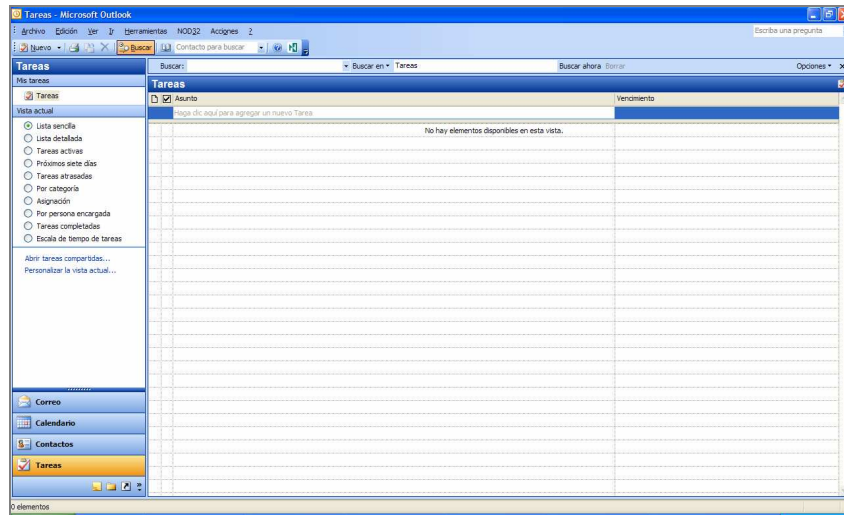 Tareas - Microsoft Outlook
Archivo Edición Ver Ir Herramientas NOD32 Acciones ?
Escriba una pregunta
Nuevo Buscar Contacto para buscar
Tareas
Buscar: Buscar en Tareas Buscar ahora Borrar Opciones
Mis tareas
Tareas
Tareas
Asunto Vencimiento
Vista actual
Haga clic aquí para agregar un nuevo Tarea
No hay elementos disponibles en esta vista.
Lista sencilla
Lista detallada
Tareas activas
Próximos siete días
Tareas atrasadas
Por categoría
Asignación
Por persona encargada
Tareas completadas
Escala de tiempo de tareas
Abrir tareas compartidas...
Personalizar la vista actual...
Correo
Calendario
Contactos
Tareas
0 elementos